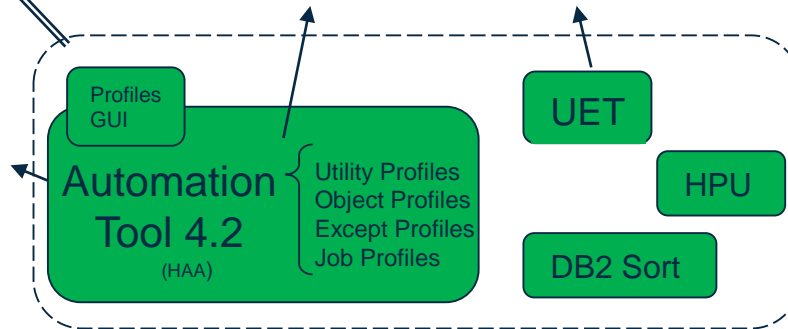 Profiles
GUI
Automation
Tool 4.2
(HAA)
Utility Profiles
Object Profiles
Except Profiles
Job Profiles
UET
HPU
DB2 Sort